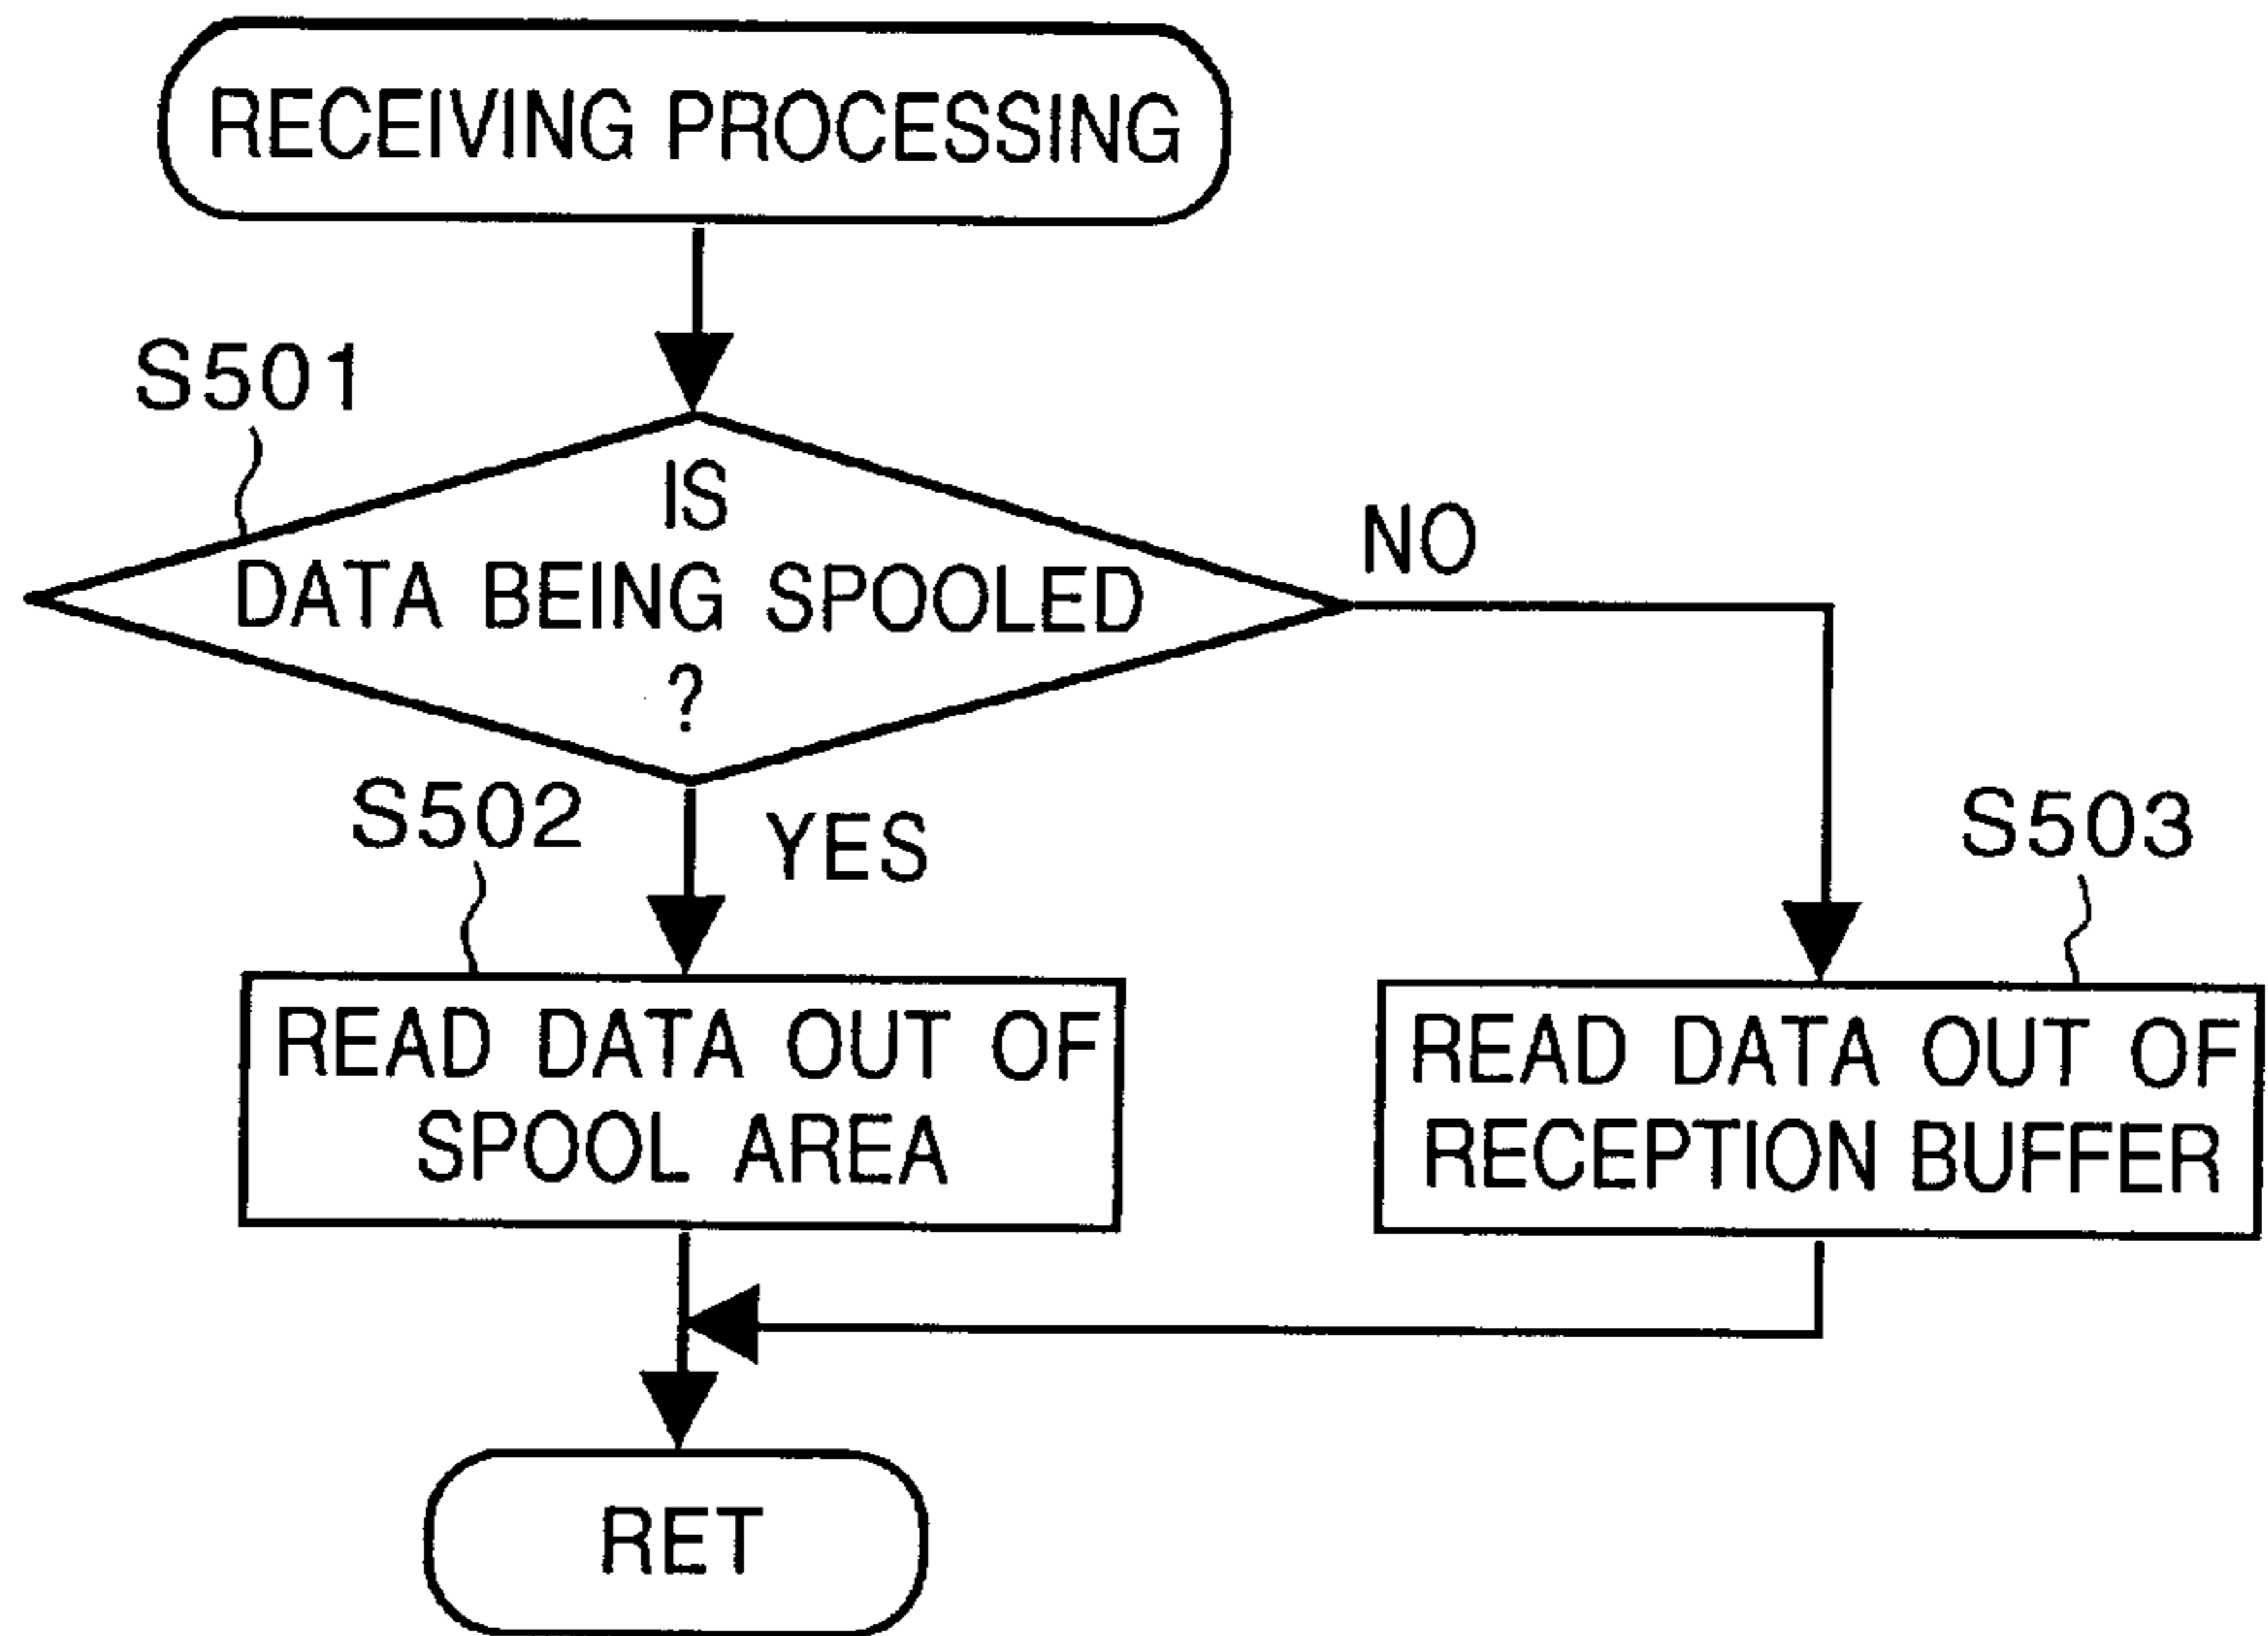 RECEIVING PROCESSING
S501
IS
DATA BEING SPOOLED
?
NO
YES
S502
READ DATA OUT OF
SPOOL AREA
S503
READ DATA OUT OF
RECEPTION BUFFER
RET